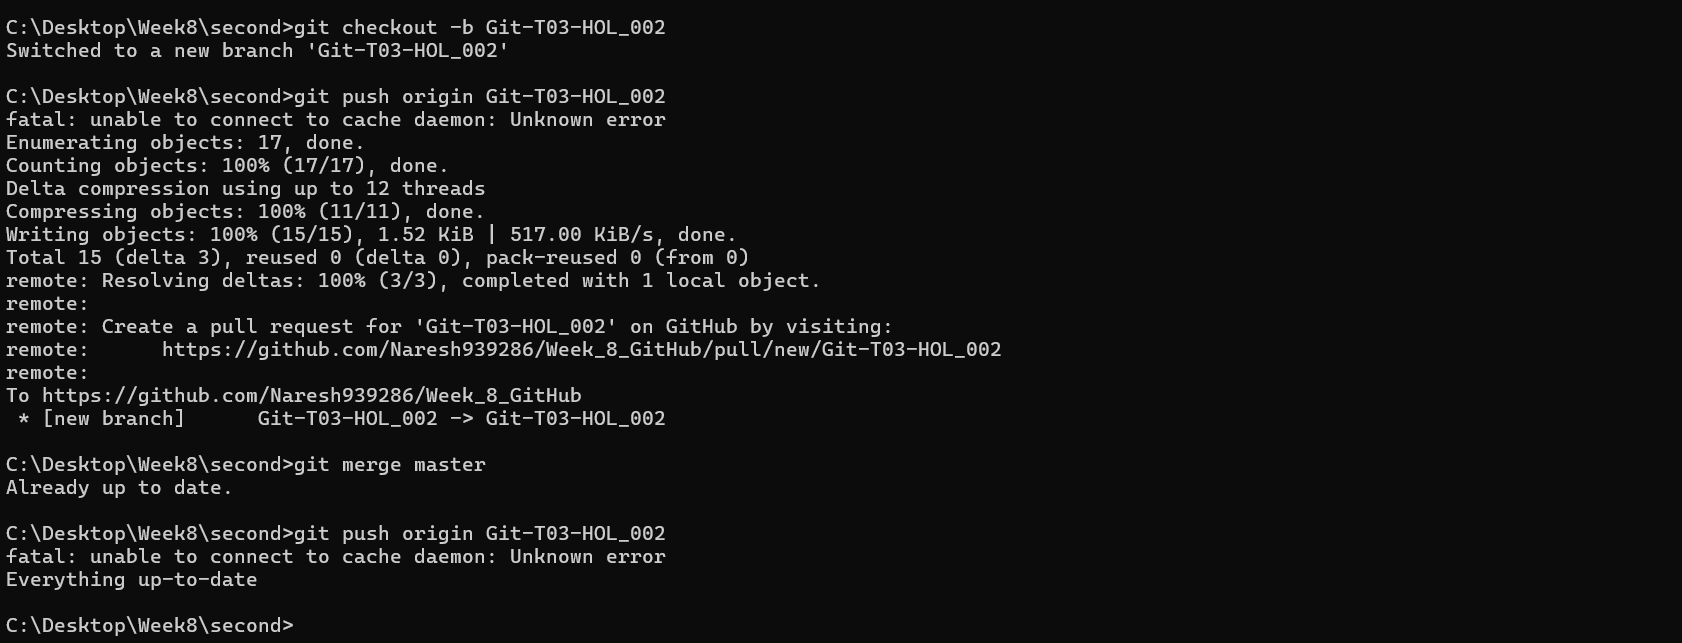 C:\Desktop\Week8\second>git checkout -b Git-T03-HOL_002
Switched to a new branch 'Git-T03-HOL_002'
C:\Desktop\Week8\second>git push origin Git-T03-HOL_002
fatal: unable to connect to cache daemon: Unknown error
Enumerating objects: 17, done.
Counting objects: 100% (17/17), done.
Delta compression using up to 12 threads
Compressing objects: 100% (11/11), done.
Writing objects: 100% (15/15), 1.52 KiB | 517.00 KiB/s, done.
Total 15 (delta 3), reused 0 (delta 0), pack-reused 0 (from 0)
remote: Resolving deltas: 100% (3/3), completed with 1 local object.
remote:
remote: Create a pull request for 'Git-T03-HOL_002' on GitHub by visiting:
remote:      https://github.com/Naresh939286/Week_8_GitHub/pull/new/Git-T03-HOL_002
remote:
To https://github.com/Naresh939286/Week_8_GitHub
 * [new branch]      Git-T03-HOL_002 -> Git-T03-HOL_002
C:\Desktop\Week8\second>git merge master
Already up to date.
C:\Desktop\Week8\second>git push origin Git-T03-HOL_002
fatal: unable to connect to cache daemon: Unknown error
Everything up-to-date
C:\Desktop\Week8\second>